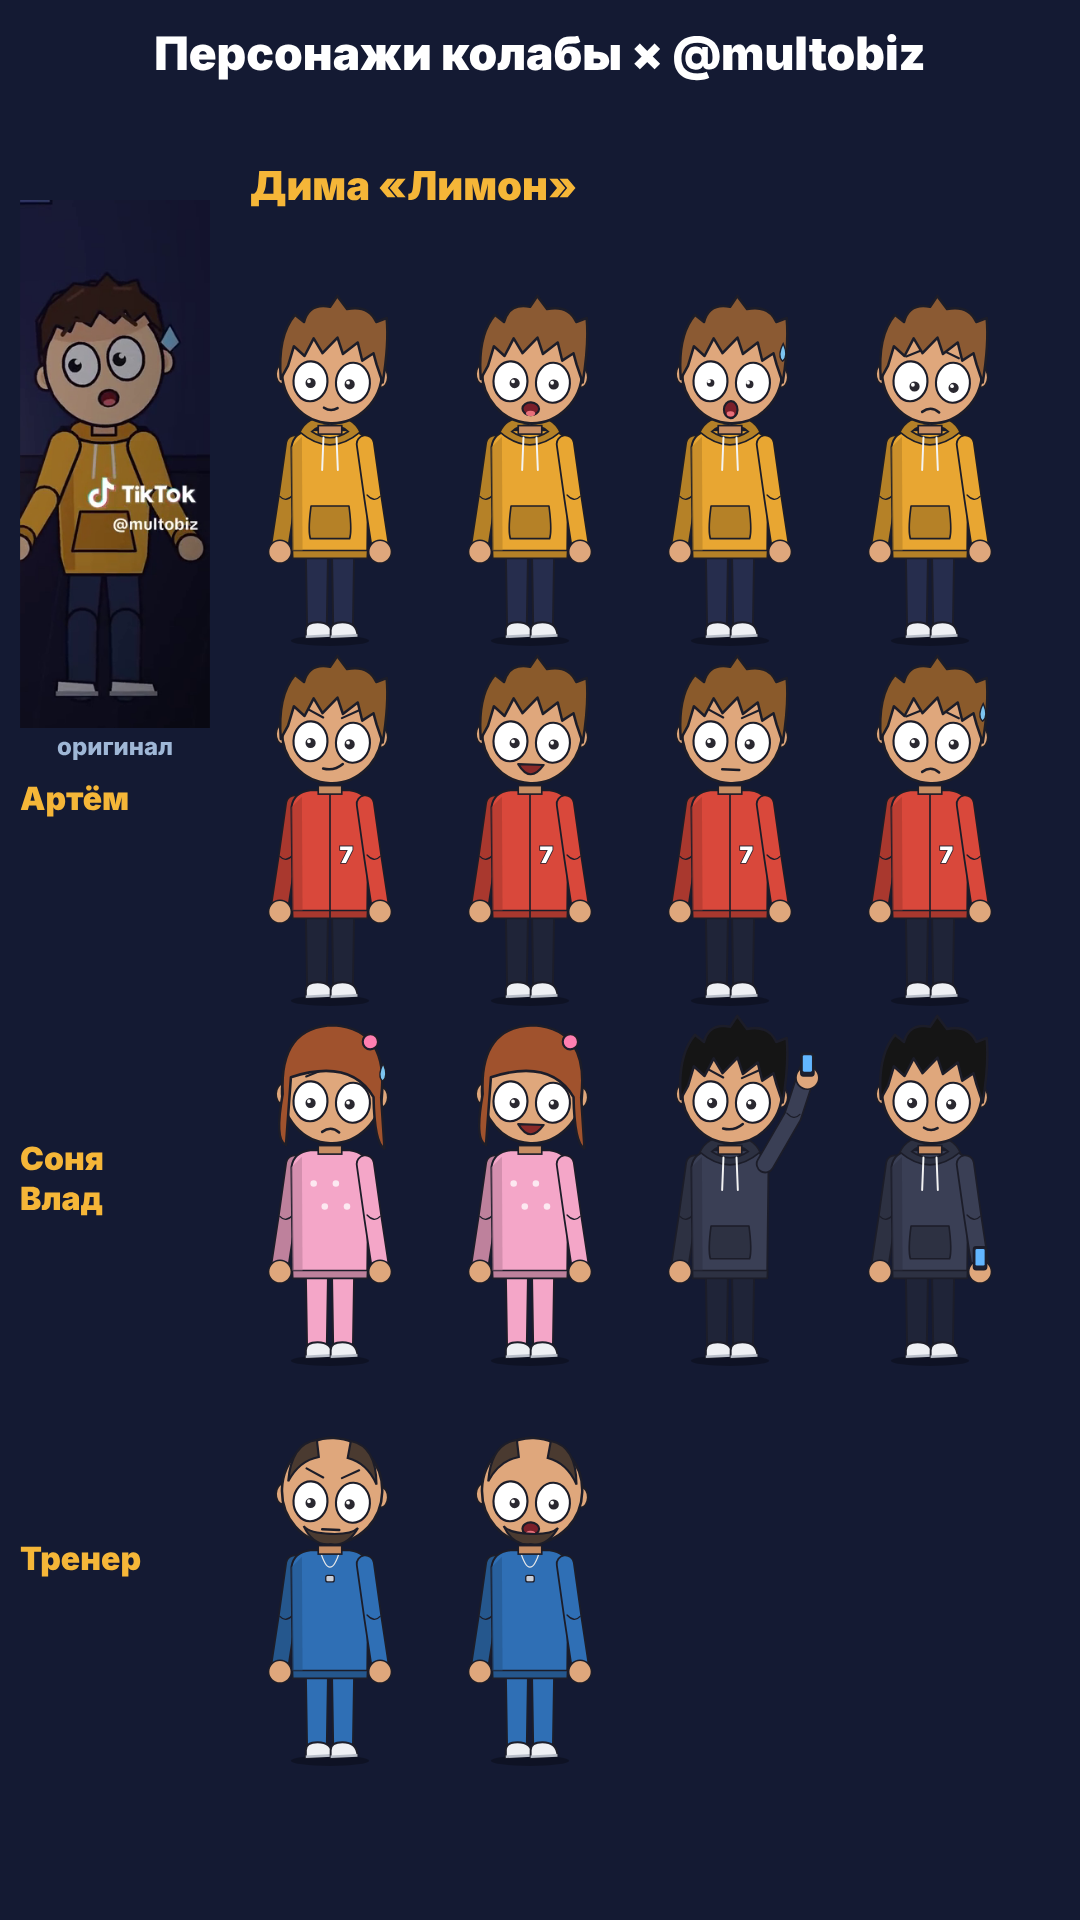 Персонажи колабы × @multobiz
Дима «Лимон»
TikTok
@multobiz
оригинал
Артём
7
7
7
7
Соня
Влад
Тренер